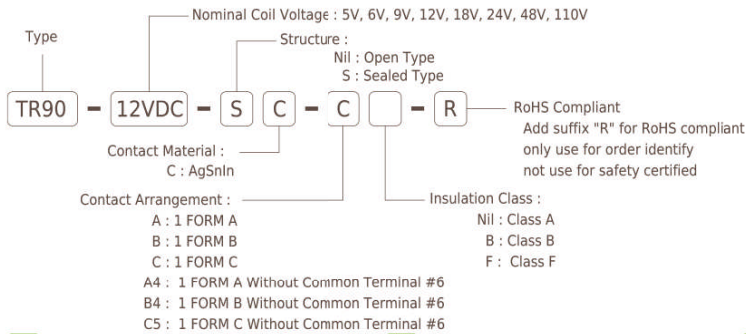 Nominal Coil Voltage : 5V, 6V, 9V, 12V, 18V, 24V, 48V, 110V
Type
Structure :
Nil : Open Type
S : Sealed Type
TR90 - 12VDC - S C - C - R
RoHS Compliant
Add suffix "R" for RoHS compliant
only use for order identify
not use for safety certified
Contact Material :
C : AgSnIn
Contact Arrangement :
A : 1 FORM A
B : 1 FORM B
C : 1 FORM C
A4 : 1 FORM A Without Common Terminal #6
B4 : 1 FORM B Without Common Terminal #6
C5 : 1 FORM C Without Common Terminal #6
Insulation Class :
Nil : Class A
B : Class B
F : Class F